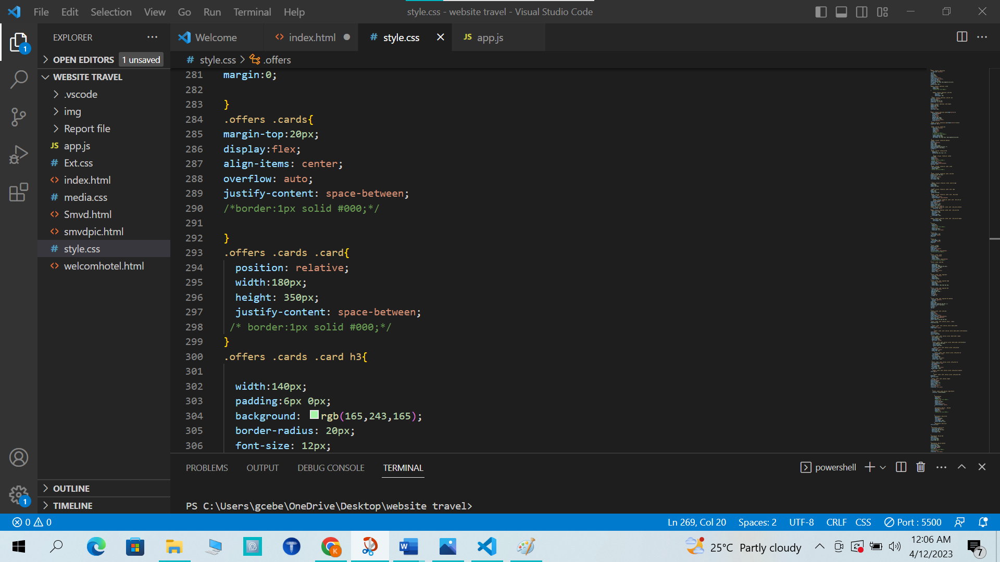 File Edit Selection View Go Run Terminal Help
style.css - website travel - Visual Studio Code
EXPLORER
Welcome
index.html
# style.css
JS app.js
OPEN EDITORS 1 unsaved
# style.css > .offers
WEBSITE TRAVEL
.vscode
img
Report file
JS app.js
# Ext.css
<> index.html
# media.css
<> Smvd.html
<> smvdpic.html
# style.css
<> welcomhotel.html
OUTLINE
TIMELINE
1
1
281 margin:0;
282
283 }
284 .offers .cards{
285 margin-top:20px;
286 display:flex;
287 align-items: center;
288 overflow: auto;
289 justify-content: space-between;
290 /*border:1px solid #000;*/
291
292 }
293 .offers .cards .card{
294 position: relative;
295 width:180px;
296 height: 350px;
297 justify-content: space-between;
298 /* border:1px solid #000;*/
299 }
300 .offers .cards .card h3{
301
302 width:140px;
303 padding:6px 0px;
304 background: rgb(165,243,165);
305 border-radius: 20px;
306 font-size: 12px;
PROBLEMS OUTPUT DEBUG CONSOLE TERMINAL
powershell
PS C:\Users\gcebe\OneDrive\Desktop\website travel>
0 0
Ln 269, Col 20 Spaces: 2 UTF-8 CRLF CSS Port : 5500
T
K
W
25°C Partly cloudy
12:06 AM
4/12/2023
7